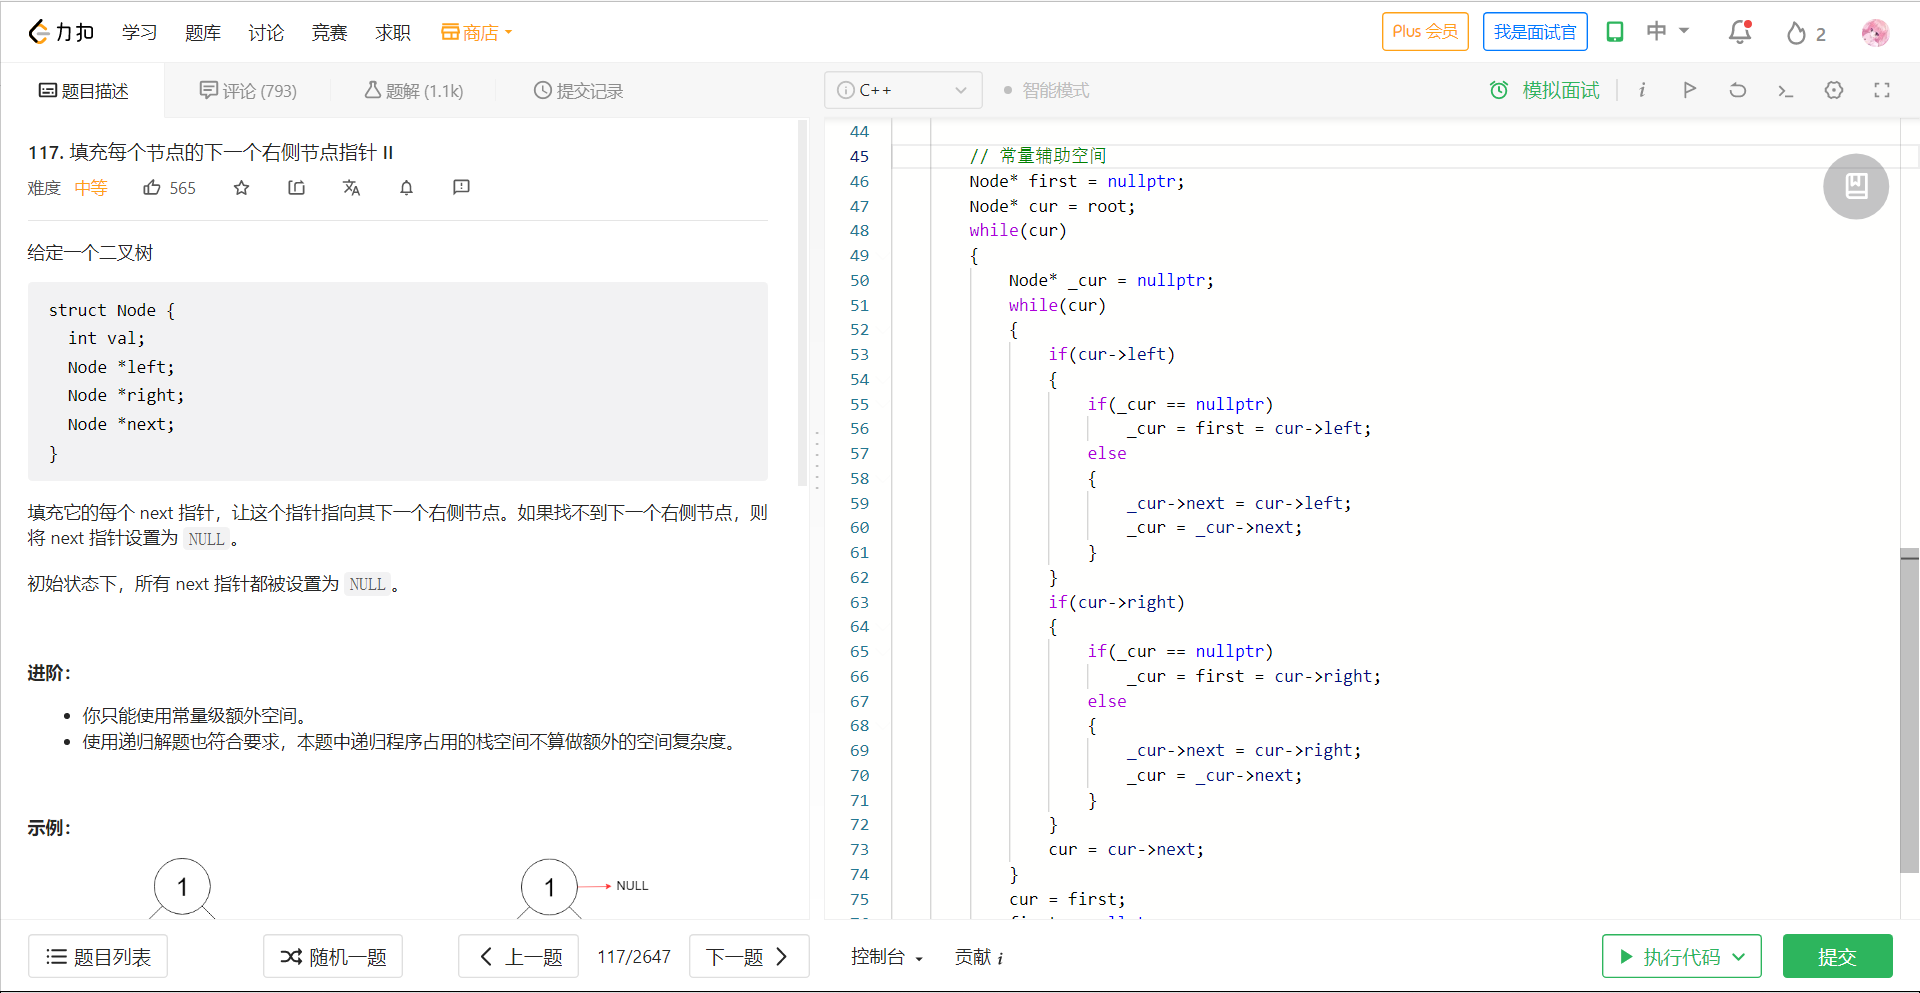 力扣 学习 题库 讨论 竞赛 求职 商店 Plus 会员 我是面试官 中 2
题目描述 评论 (793) 题解 (1.1k) 提交记录
117. 填充每个节点的下一个右侧节点指针 II
难度 中等 565
给定一个二叉树
struct Node {
  int val;
  Node *left;
  Node *right;
  Node *next;
}
填充它的每个 next 指针，让这个指针指向其下一个右侧节点。如果找不到下一个右侧节点，则
将 next 指针设置为 NULL 。
初始状态下，所有 next 指针都被设置为 NULL 。
进阶：
• 你只能使用常量级额外空间。
• 使用递归解题也符合要求，本题中递归程序占用的栈空间不算做额外的空间复杂度。
示例：
1 1 NULL
题目列表 随机一题 上一题 117/2647 下一题
C++ 智能模式 模拟面试 i
44
45 // 常量辅助空间
46 Node* first = nullptr;
47 Node* cur = root;
48 while(cur)
49 {
50     Node* _cur = nullptr;
51     while(cur)
52     {
53         if(cur->left)
54         {
55             if(_cur == nullptr)
56                 _cur = first = cur->left;
57             else
58             {
59                 _cur->next = cur->left;
60                 _cur = _cur->next;
61             }
62         }
63         if(cur->right)
64         {
65             if(_cur == nullptr)
66                 _cur = first = cur->right;
67             else
68             {
69                 _cur->next = cur->right;
70                 _cur = _cur->next;
71             }
72         }
73         cur = cur->next;
74     }
75     cur = first;
控制台 贡献 i 执行代码 提交